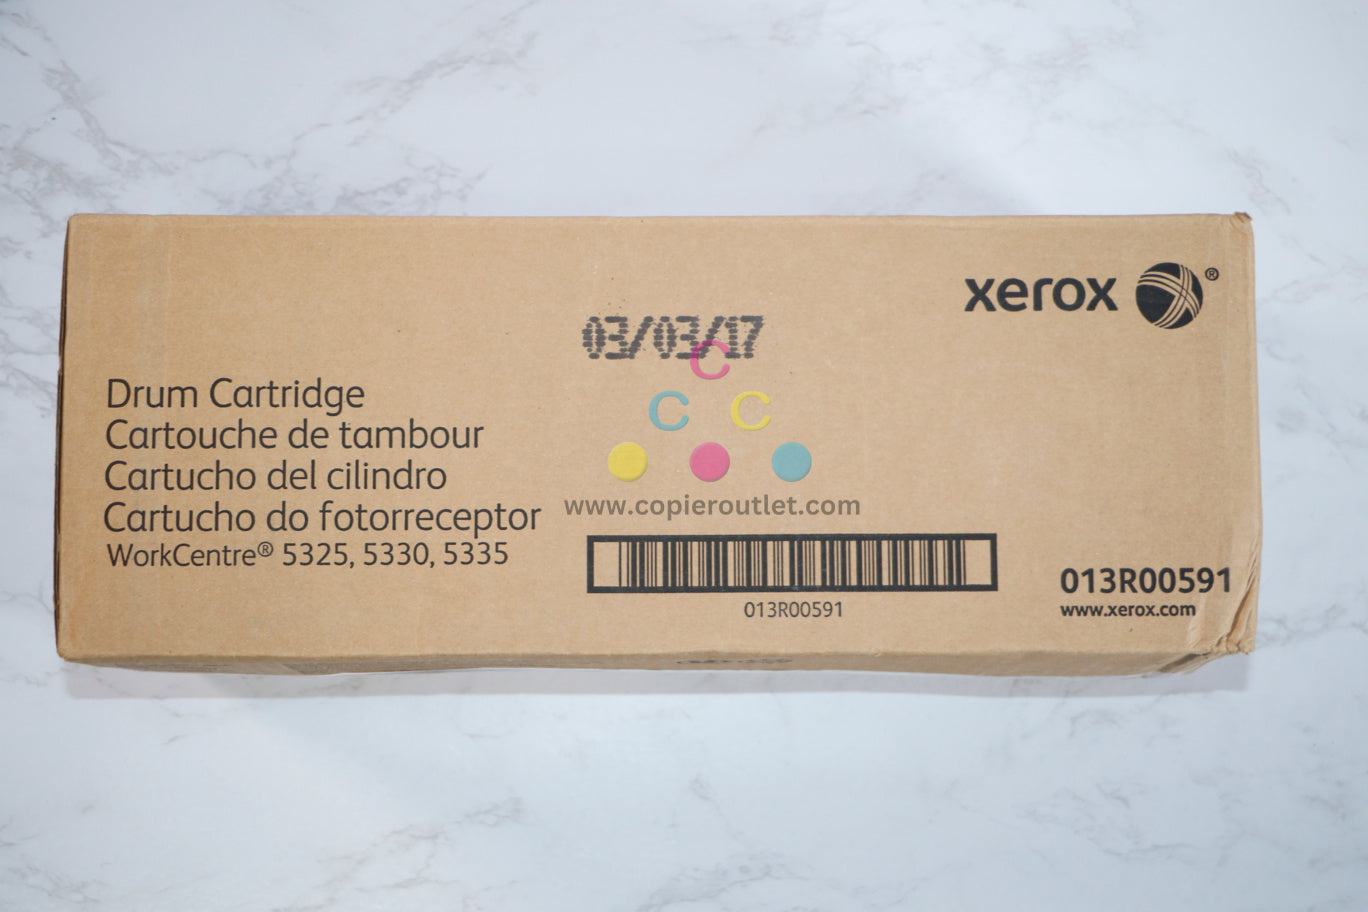 xerox ®
03/03/17
C
C C
Drum Cartridge
Cartouche de tambour
Cartucho del cilindro
Cartucho do fotorreceptor
WorkCentre® 5325, 5330, 5335
www.copieroutlet.com
013R00591
013R00591
www.xerox.com